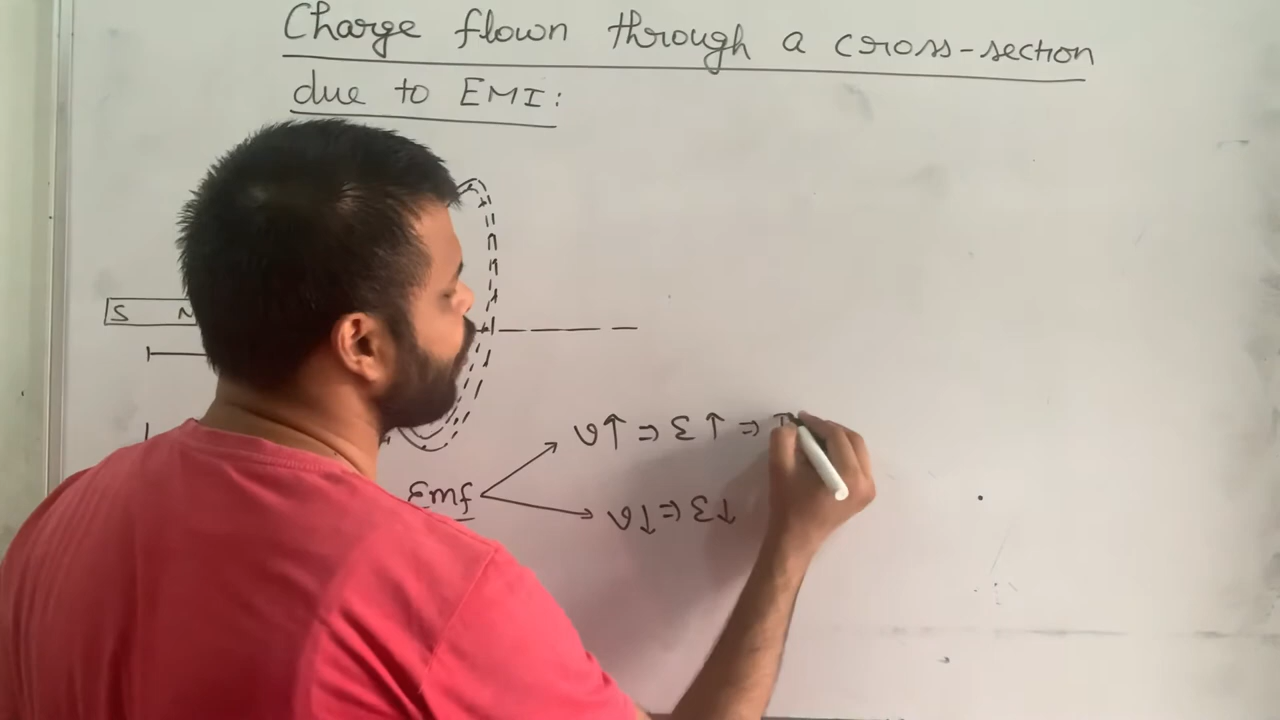 Charge flown through a cross-section
due to EMI:
S N
v↑ ⇒ ε ↑ ⇒ I
Emf
v↓ ⇒ ε↓